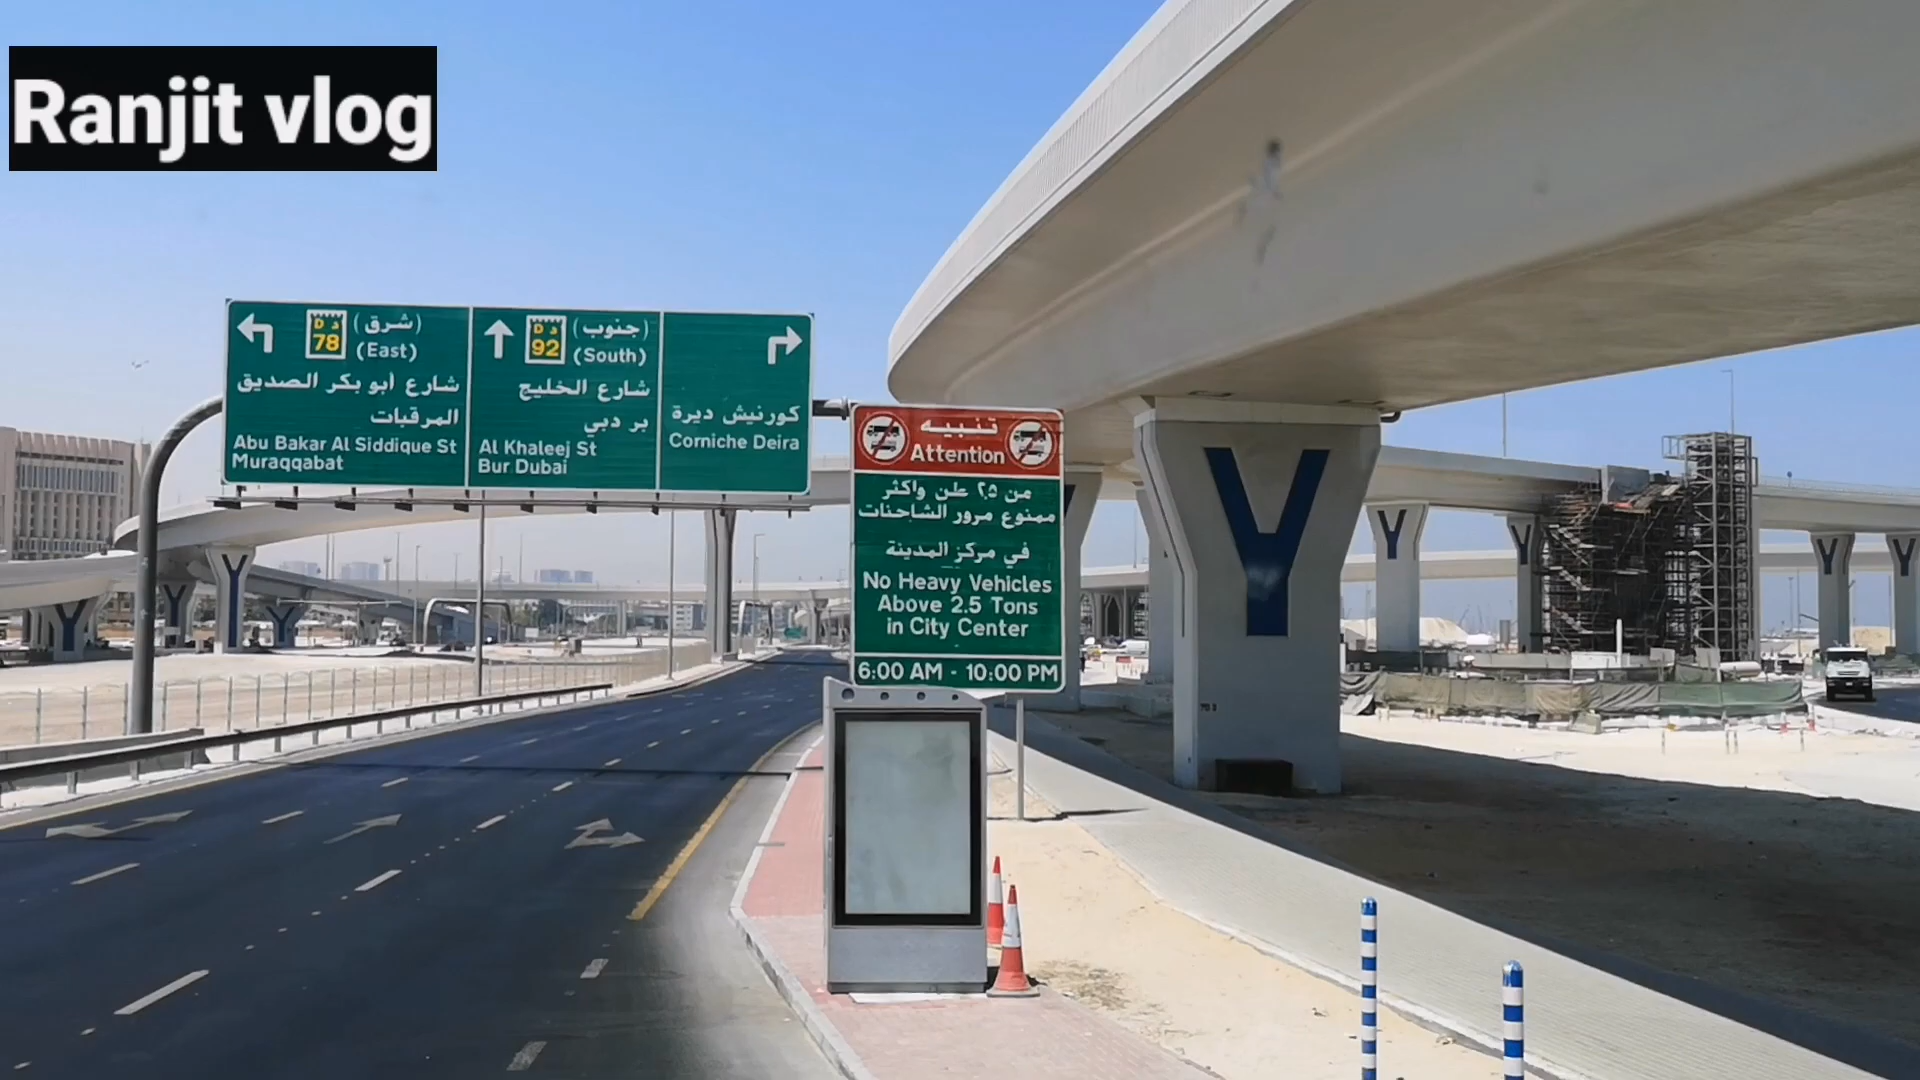 Ranjit vlog
د D
78
(شرق)
(East)
شارع أبو بكر الصديق
المرقبات
Abu Bakar Al Siddique St
Muraqqabat
د D
92
(جنوب)
(South)
شارع الخليج
بر دبي
Al Khaleej St
Bur Dubai
كورنيش ديرة
Corniche Deira
تنبيه
Attention
من ٢,٥ طن وأكثر
ممنوع مرور الشاحنات
في مركز المدينة
No Heavy Vehicles
Above 2.5 Tons
in City Center
6:00 AM - 10:00 PM